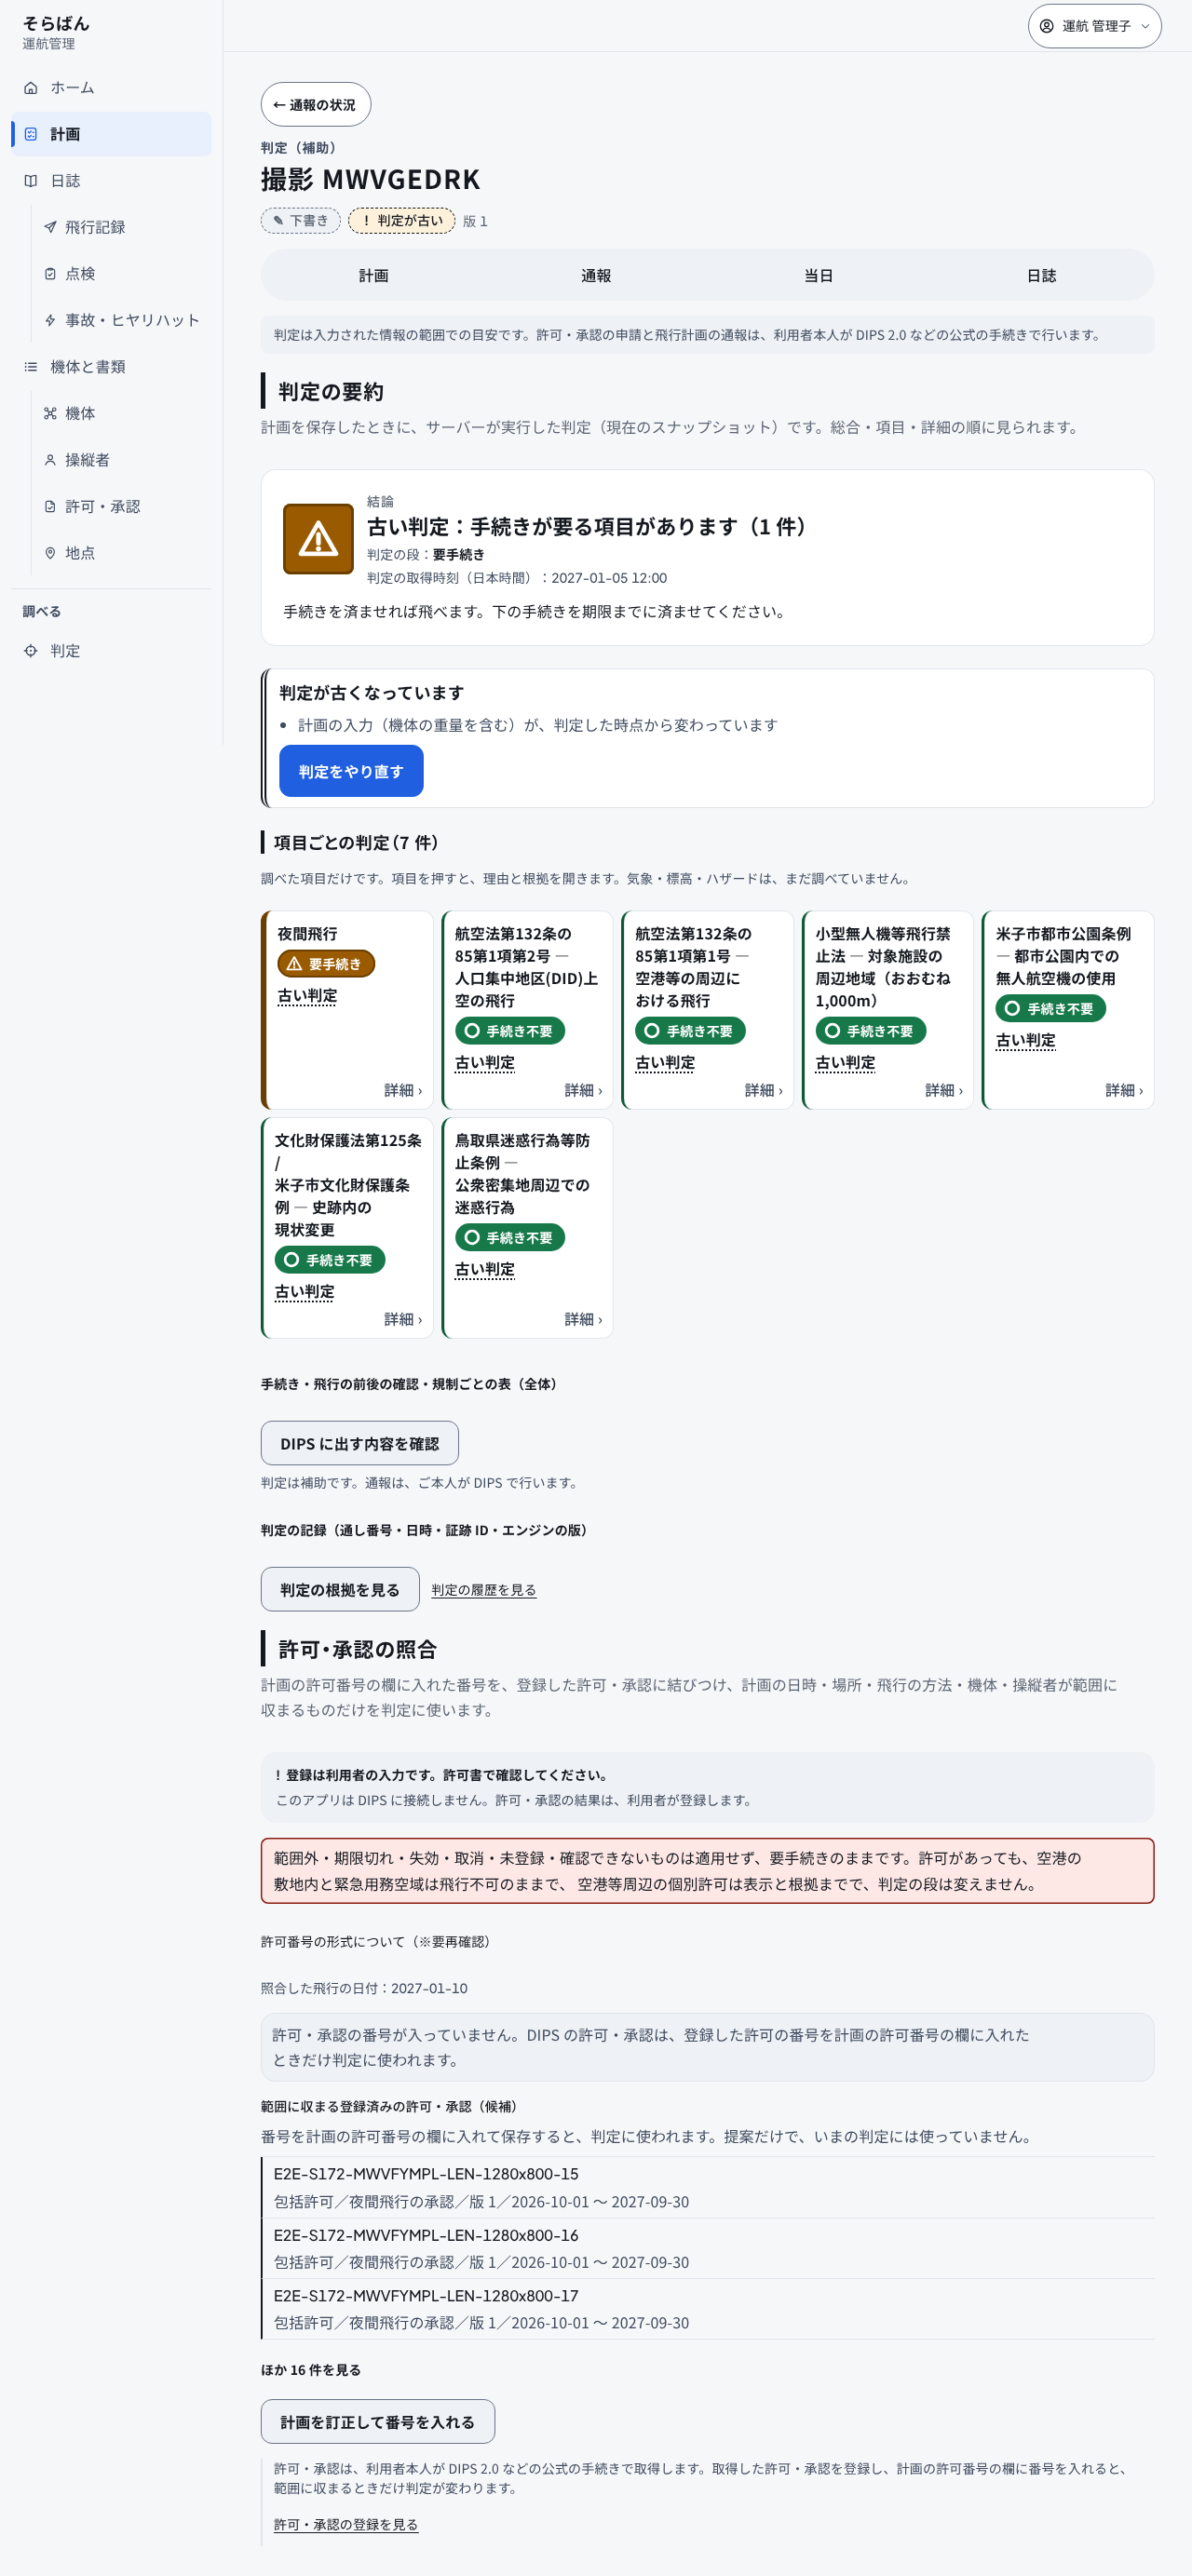 そらばん
運航管理
運航 管理子
ホーム
計画
日誌
飛行記録
点検
事故・ヒヤリハット
機体と書類
機体
操縦者
許可・承認
地点
調べる
判定
← 通報の状況
判定（補助）
撮影 MWVGEDRK
✎ 下書き ! 判定が古い 版 1
計画 通報 当日 日誌
判定は入力された情報の範囲での目安です。許可・承認の申請と飛行計画の通報は、利用者本人が DIPS 2.0 などの公式の手続きで行います。
判定の要約
計画を保存したときに、サーバーが実行した判定（現在のスナップショット）です。総合・項目・詳細の順に見られます。
結論
古い判定：手続きが要る項目があります（1 件）
判定の段：要手続き
判定の取得時刻（日本時間）：2027-01-05 12:00
手続きを済ませれば飛べます。下の手続きを期限までに済ませてください。
判定が古くなっています
• 計画の入力（機体の重量を含む）が、判定した時点から変わっています
判定をやり直す
項目ごとの判定（7 件）
調べた項目だけです。項目を押すと、理由と根拠を開きます。気象・標高・ハザードは、まだ調べていません。
夜間飛行
要手続き
古い判定
詳細 ›
航空法第132条の
85第1項第2号 —
人口集中地区(DID)上
空の飛行
手続き不要
古い判定
詳細 ›
航空法第132条の
85第1項第1号 —
空港等の周辺に
おける飛行
手続き不要
古い判定
詳細 ›
小型無人機等飛行禁
止法 — 対象施設の
周辺地域（おおむね
1,000m）
手続き不要
古い判定
詳細 ›
米子市都市公園条例
— 都市公園内での
無人航空機の使用
手続き不要
古い判定
詳細 ›
文化財保護法第125条
/
米子市文化財保護条
例 — 史跡内の
現状変更
手続き不要
古い判定
詳細 ›
鳥取県迷惑行為等防
止条例 —
公衆密集地周辺での
迷惑行為
手続き不要
古い判定
詳細 ›
手続き・飛行の前後の確認・規制ごとの表（全体）
DIPS に出す内容を確認
判定は補助です。通報は、ご本人が DIPS で行います。
判定の記録（通し番号・日時・証跡 ID・エンジンの版）
判定の根拠を見る 判定の履歴を見る
許可・承認の照合
計画の許可番号の欄に入れた番号を、登録した許可・承認に結びつけ、計画の日時・場所・飛行の方法・機体・操縦者が範囲に
収まるものだけを判定に使います。
! 登録は利用者の入力です。許可書で確認してください。
このアプリは DIPS に接続しません。許可・承認の結果は、利用者が登録します。
範囲外・期限切れ・失効・取消・未登録・確認できないものは適用せず、要手続きのままです。許可があっても、空港の
敷地内と緊急用務空域は飛行不可のままで、 空港等周辺の個別許可は表示と根拠までで、判定の段は変えません。
許可番号の形式について（※要再確認）
照合した飛行の日付：2027-01-10
許可・承認の番号が入っていません。DIPS の許可・承認は、登録した許可の番号を計画の許可番号の欄に入れた
ときだけ判定に使われます。
範囲に収まる登録済みの許可・承認（候補）
番号を計画の許可番号の欄に入れて保存すると、判定に使われます。提案だけで、いまの判定には使っていません。
E2E-S172-MWVFYMPL-LEN-1280x800-15
包括許可／夜間飛行の承認／版 1／2026-10-01 〜 2027-09-30
E2E-S172-MWVFYMPL-LEN-1280x800-16
包括許可／夜間飛行の承認／版 1／2026-10-01 〜 2027-09-30
E2E-S172-MWVFYMPL-LEN-1280x800-17
包括許可／夜間飛行の承認／版 1／2026-10-01 〜 2027-09-30
ほか 16 件を見る
計画を訂正して番号を入れる
許可・承認は、利用者本人が DIPS 2.0 などの公式の手続きで取得します。取得した許可・承認を登録し、計画の許可番号の欄に番号を入れると、
範囲に収まるときだけ判定が変わります。
許可・承認の登録を見る